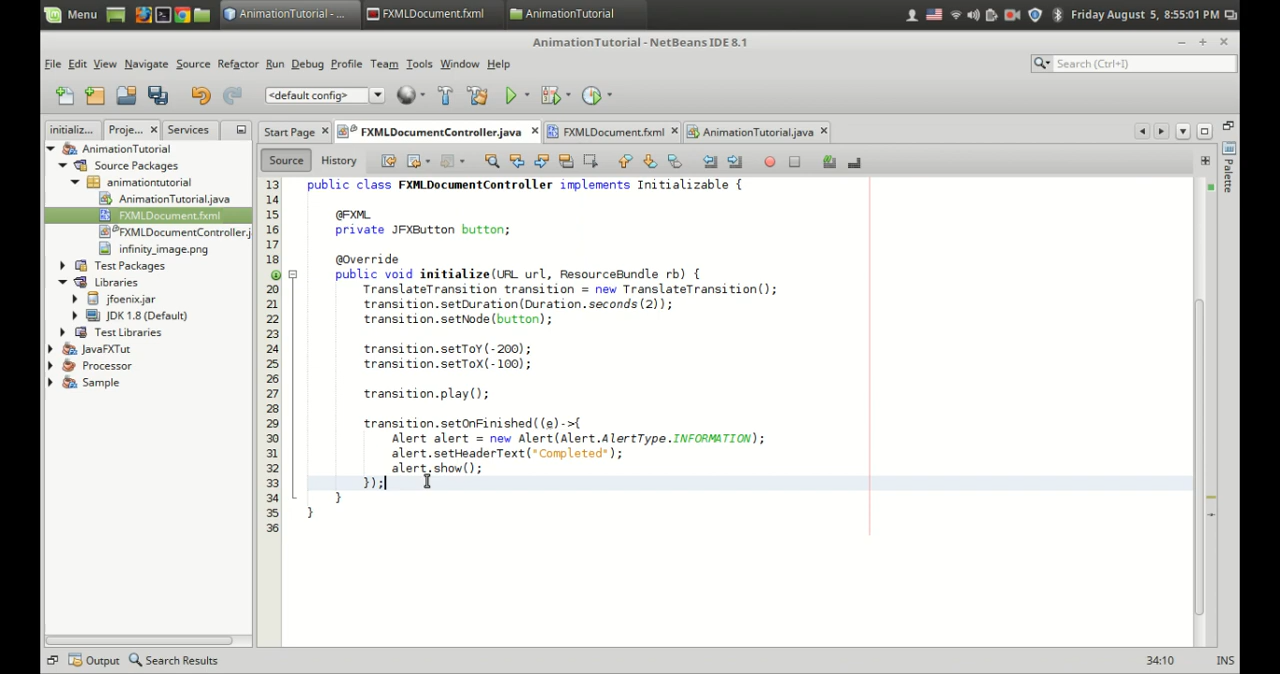 Menu AnimationTutorial - ... FXMLDocument.fxml AnimationTutorial Friday August 5, 8:55:01 PM
AnimationTutorial - NetBeans IDE 8.1
File Edit View Navigate Source Refactor Run Debug Profile Team Tools Window Help Search (Ctrl+I)
<default config>
initializ... Proje... Services Start Page FXMLDocumentController.java FXMLDocument.fxml AnimationTutorial.java
Source History
Palette
AnimationTutorial
Source Packages
animationtutorial
AnimationTutorial.java
FXMLDocument.fxml
FXMLDocumentController.j
infinity_image.png
Test Packages
Libraries
jfoenix.jar
JDK 1.8 (Default)
Test Libraries
JavaFXTut
Processor
Sample
13 public class FXMLDocumentController implements Initializable {
14
15 @FXML
16 private JFXButton button;
17
18 @Override
public void initialize(URL url, ResourceBundle rb) {
20 TranslateTransition transition = new TranslateTransition();
21 transition.setDuration(Duration.seconds(2));
22 transition.setNode(button);
23
24 transition.setToY(-200);
25 transition.setToX(-100);
26
27 transition.play();
28
29 transition.setOnFinished((e)->{
30 Alert alert = new Alert(Alert.AlertType.INFORMATION);
31 alert.setHeaderText("Completed");
32 alert.show();
33 });
34 }
35 }
36
Output Search Results 34:10 INS